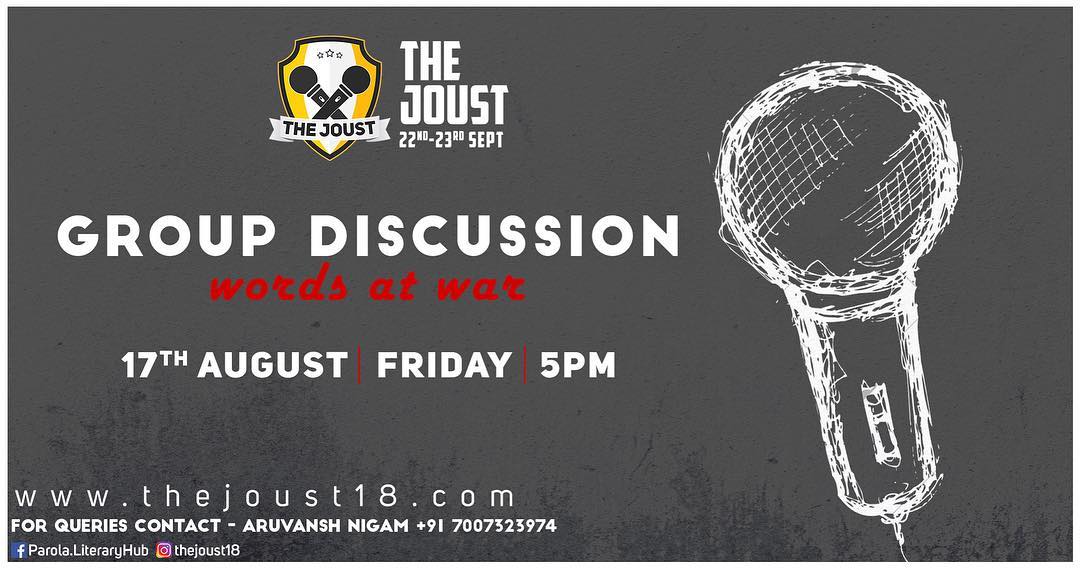 THE JOUST
THE
JOUST
22ND-23RD SEPT
GROUP DISCUSSION
words at war
17TH AUGUST | FRIDAY | 5PM
www.thejoust18.com
FOR QUERIES CONTACT - ARUVANSH NIGAM +91 7007323974
Parola.LiteraryHub thejoust18